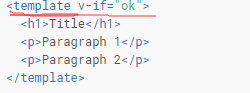 <template v-if="ok">
<h1>Title</h1>
<p>Paragraph 1</p>
<p>Paragraph 2</p>
</template>